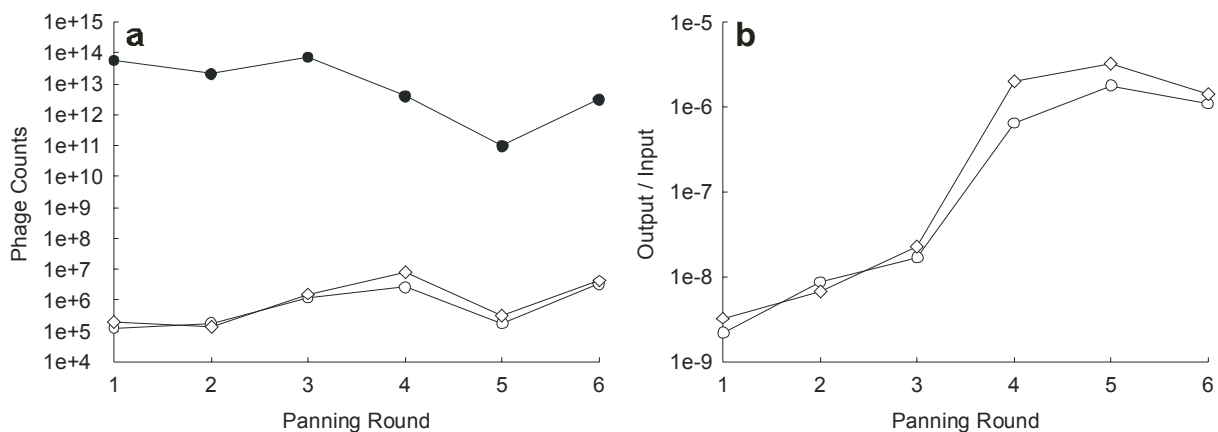 a
1e+15
1e+14
1e+13
1e+12
1e+11
1e+10
1e+9
1e+8
1e+7
1e+6
1e+5
1e+4
Phage Counts
1 2 3 4 5 6
Panning Round
b
1e-5
1e-6
1e-7
1e-8
1e-9
Output / Input
1 2 3 4 5 6
Panning Round